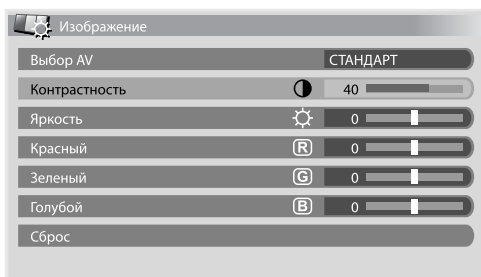 Изображение
Выбор AV СТАНДАРТ
Контрастность 40
Яркость 0
Красный R 0
Зеленый G 0
Голубой B 0
Сброс